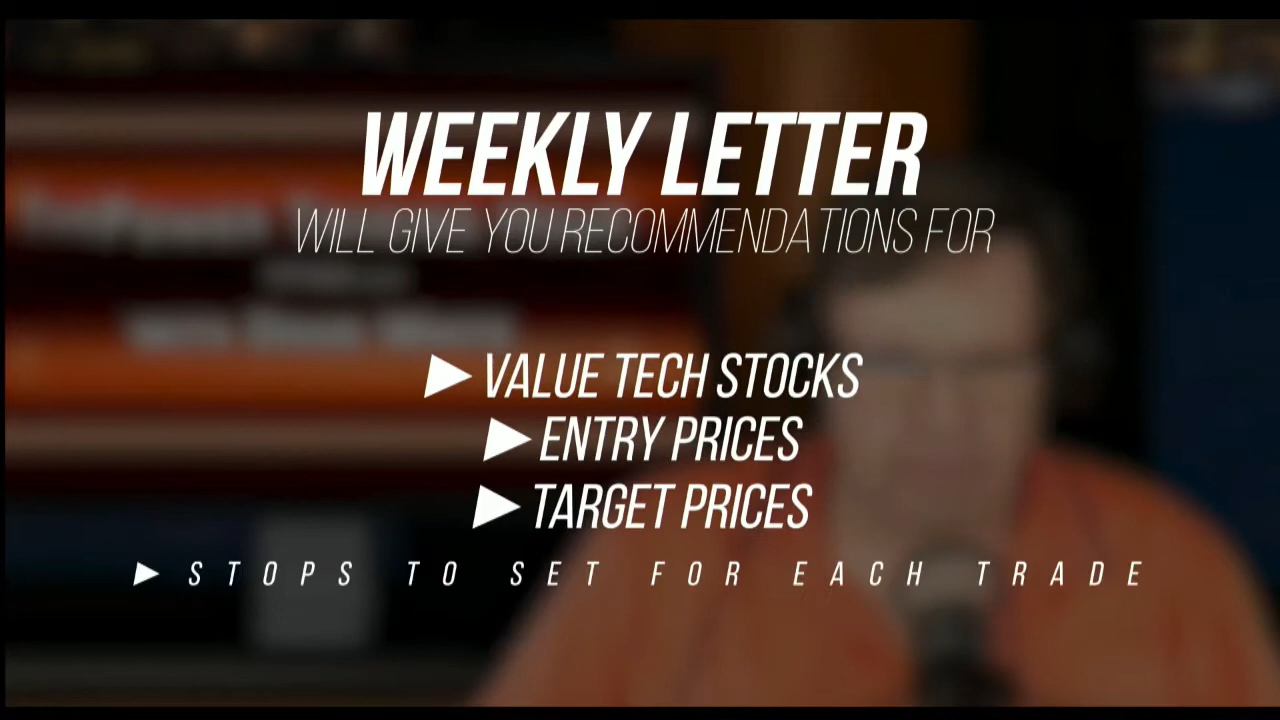 WEEKLY LETTER
WILL GIVE YOU RECOMMENDATIONS FOR
▶ VALUE TECH STOCKS
▶ ENTRY PRICES
▶ TARGET PRICES
▶ STOPS TO SET FOR EACH TRADE